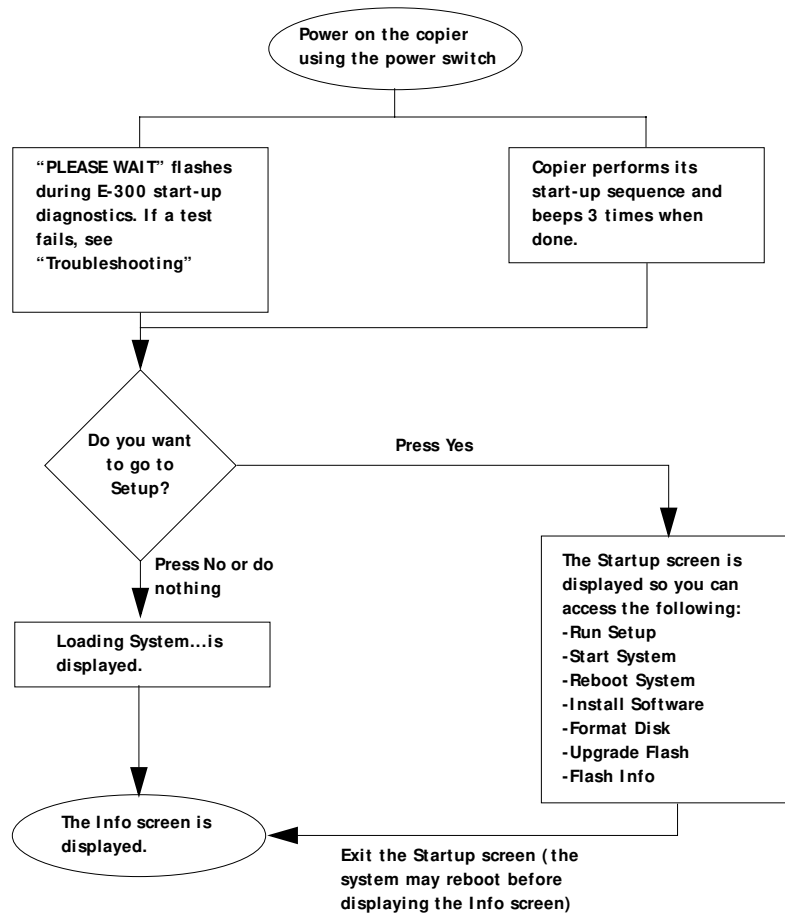 Power on the copier
using the power switch
“PLEASE WAIT” flashes
during E-300 start-up
diagnostics. If a test
fails, see
“Troubleshooting”
Copier performs its
start-up sequence and
beeps 3 times when
done.
Do you want
to go to
Setup?
Press Yes
Press No or do
nothing
The Startup screen is
displayed so you can
access the following:
-Run Setup
-Start System
-Reboot System
-Install Software
-Format Disk
-Upgrade Flash
-Flash Info
Loading System...is
displayed.
The Info screen is
displayed.
Exit the Startup screen (the
system may reboot before
displaying the Info screen)